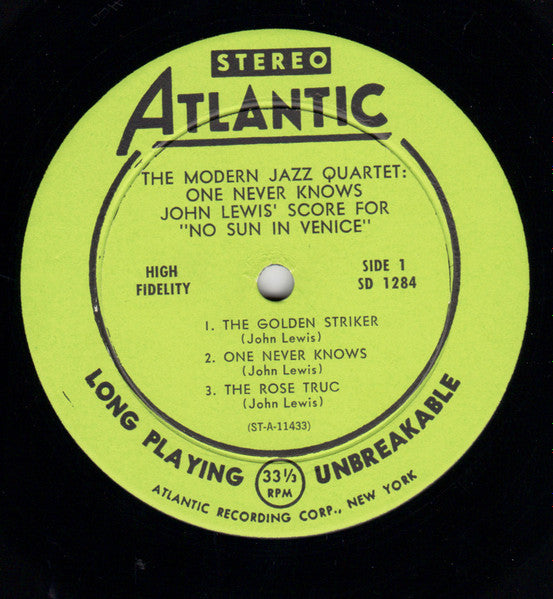 STEREO
ATLANTIC
THE MODERN JAZZ QUARTET:
ONE NEVER KNOWS
JOHN LEWIS' SCORE FOR
"NO SUN IN VENICE"
HIGH
FIDELITY
SIDE 1
SD 1284
1. THE GOLDEN STRIKER
(John Lewis)
2. ONE NEVER KNOWS
(John Lewis)
3. THE ROSE TRUC
(John Lewis)
(ST-A-11433)
LONG PLAYING 33 1/3 RPM UNBREAKABLE
ATLANTIC RECORDING CORP., NEW YORK